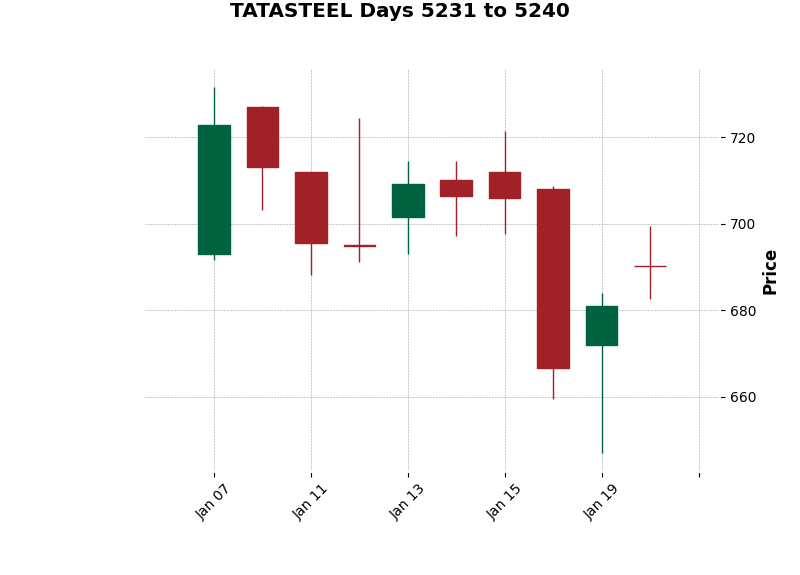 TATASTEEL Days 5231 to 5240
720
700
680
660
Price
Jan 07
Jan 11
Jan 13
Jan 15
Jan 19